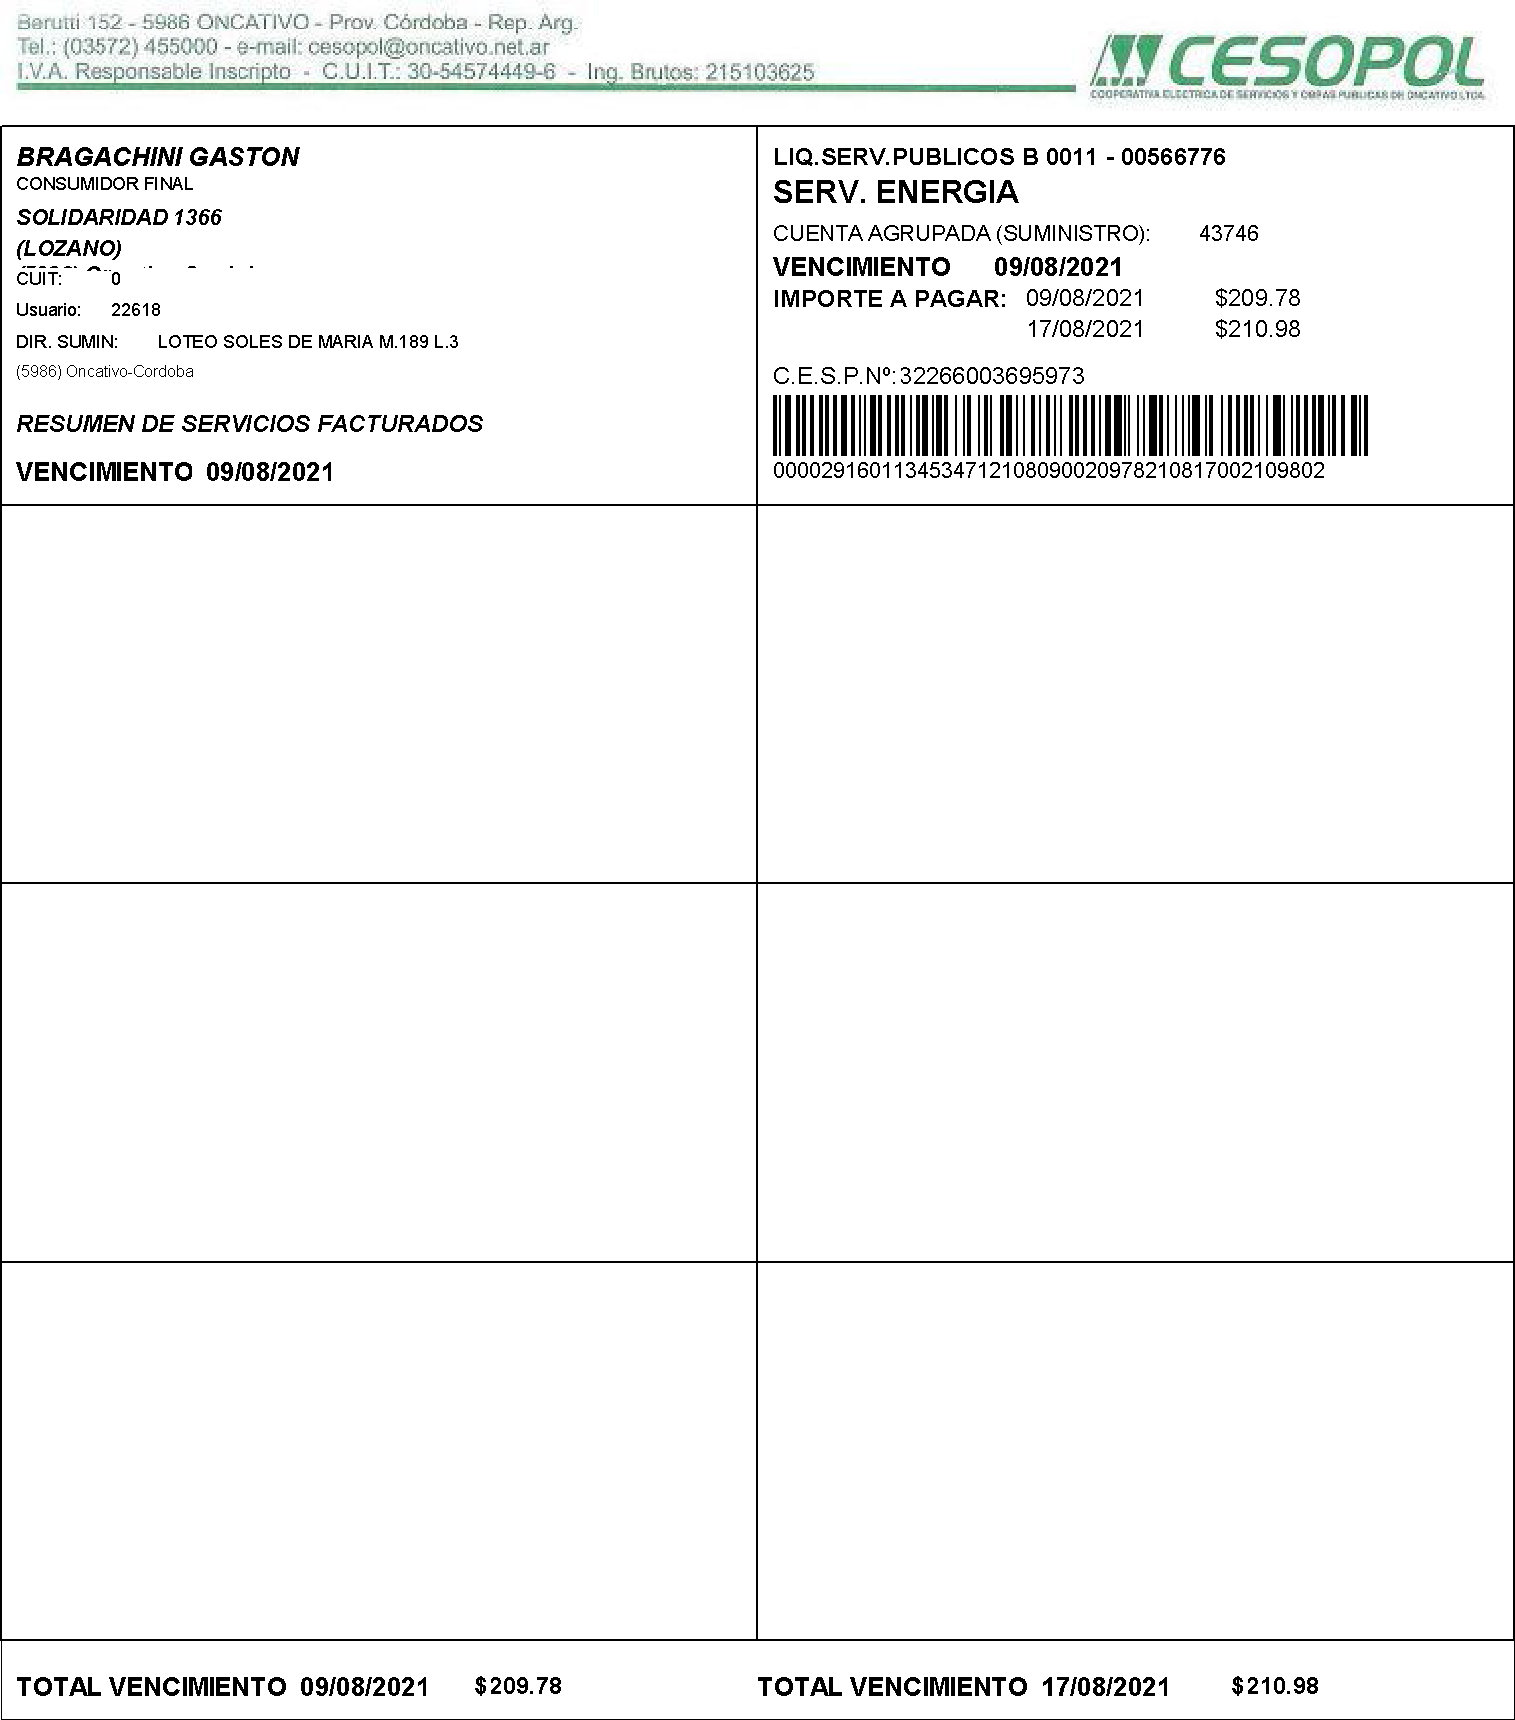 Berutti 152 - 5986 ONCATIVO - Prov. Córdoba - Rep. Arg.
Tel.: (03572) 455000 - e-mail: cesopol@oncativo.net.ar
I.V.A. Responsable Inscripto - C.U.I.T.: 30-54574449-6 - Ing. Brutos: 215103625
CESOPOL
COOPERATIVA ELECTRICA DE SERVICIOS Y OBRAS PUBLICAS DE ONCATIVO LTDA.
BRAGACHINI GASTON
CONSUMIDOR FINAL
SOLIDARIDAD 1366
(LOZANO)
CUIT: 0
Usuario: 22618
DIR. SUMIN: LOTEO SOLES DE MARIA M.189 L.3
(5986) Oncativo-Cordoba
RESUMEN DE SERVICIOS FACTURADOS
VENCIMIENTO 09/08/2021
LIQ.SERV.PUBLICOS B 0011 - 00566776
SERV. ENERGIA
CUENTA AGRUPADA (SUMINISTRO): 43746
VENCIMIENTO 09/08/2021
IMPORTE A PAGAR: 09/08/2021 $209.78
17/08/2021 $210.98
C.E.S.P.Nº: 32266003695973
0000291601134534712108090020978210817002109802
TOTAL VENCIMIENTO 09/08/2021 $209.78
TOTAL VENCIMIENTO 17/08/2021 $210.98